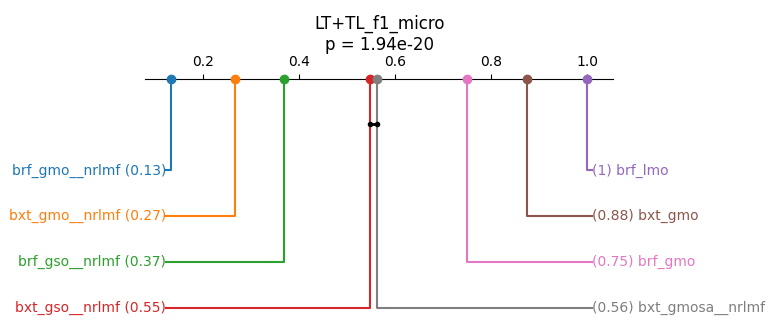 LT+TL_f1_micro
p = 1.94e-20
0.2 0.4 0.6 0.8 1.0
brf_gmo__nrlmf (0.13) (1) brf_lmo
bxt_gmo__nrlmf (0.27) (0.88) bxt_gmo
brf_gso__nrlmf (0.37) (0.75) brf_gmo
bxt_gso__nrlmf (0.55) (0.56) bxt_gmosa__nrlmf